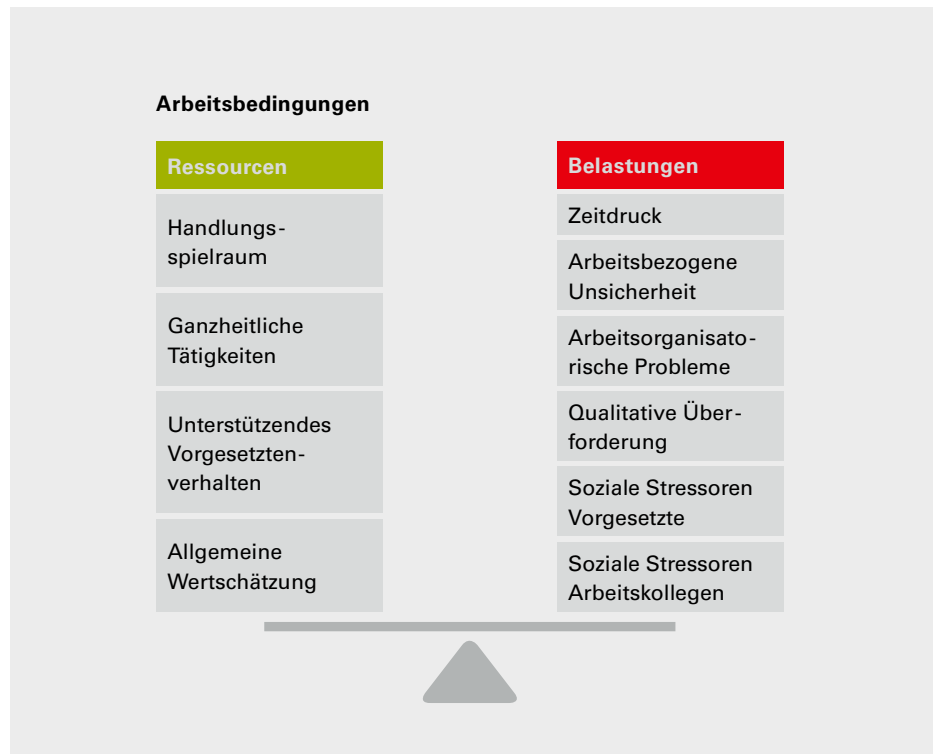 Arbeitsbedingungen
Ressourcen
Handlungs-
spielraum
Ganzheitliche
Tätigkeiten
Unterstützendes
Vorgesetzten-
verhalten
Allgemeine
Wertschätzung
Belastungen
Zeitdruck
Arbeitsbezogene
Unsicherheit
Arbeitsorganisato-
rische Probleme
Qualitative Über-
forderung
Soziale Stressoren
Vorgesetzte
Soziale Stressoren
Arbeitskollegen